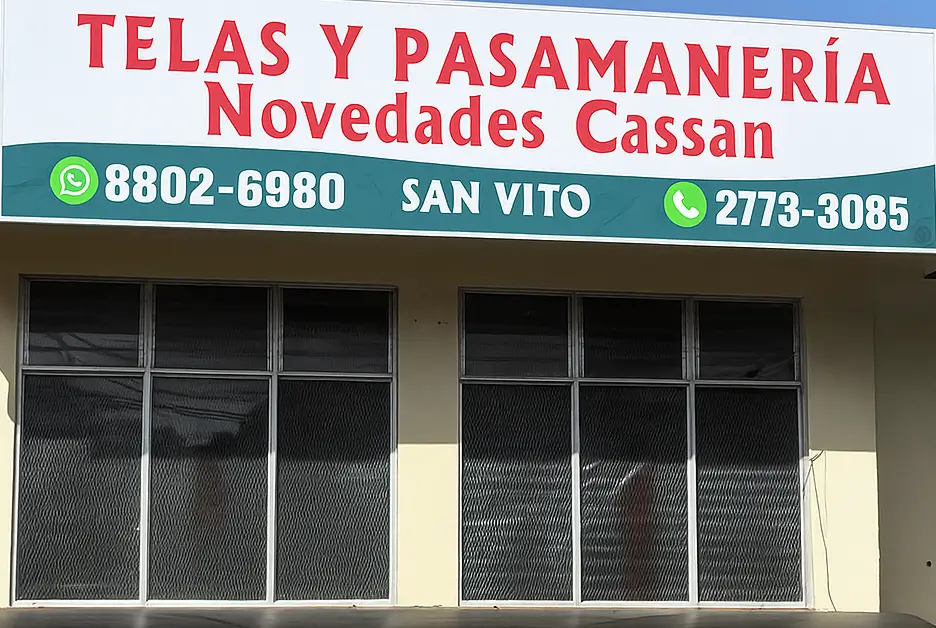 TELAS Y PASAMANERÍA
Novedades Cassan
8802-6980 SAN VITO 2773-3085